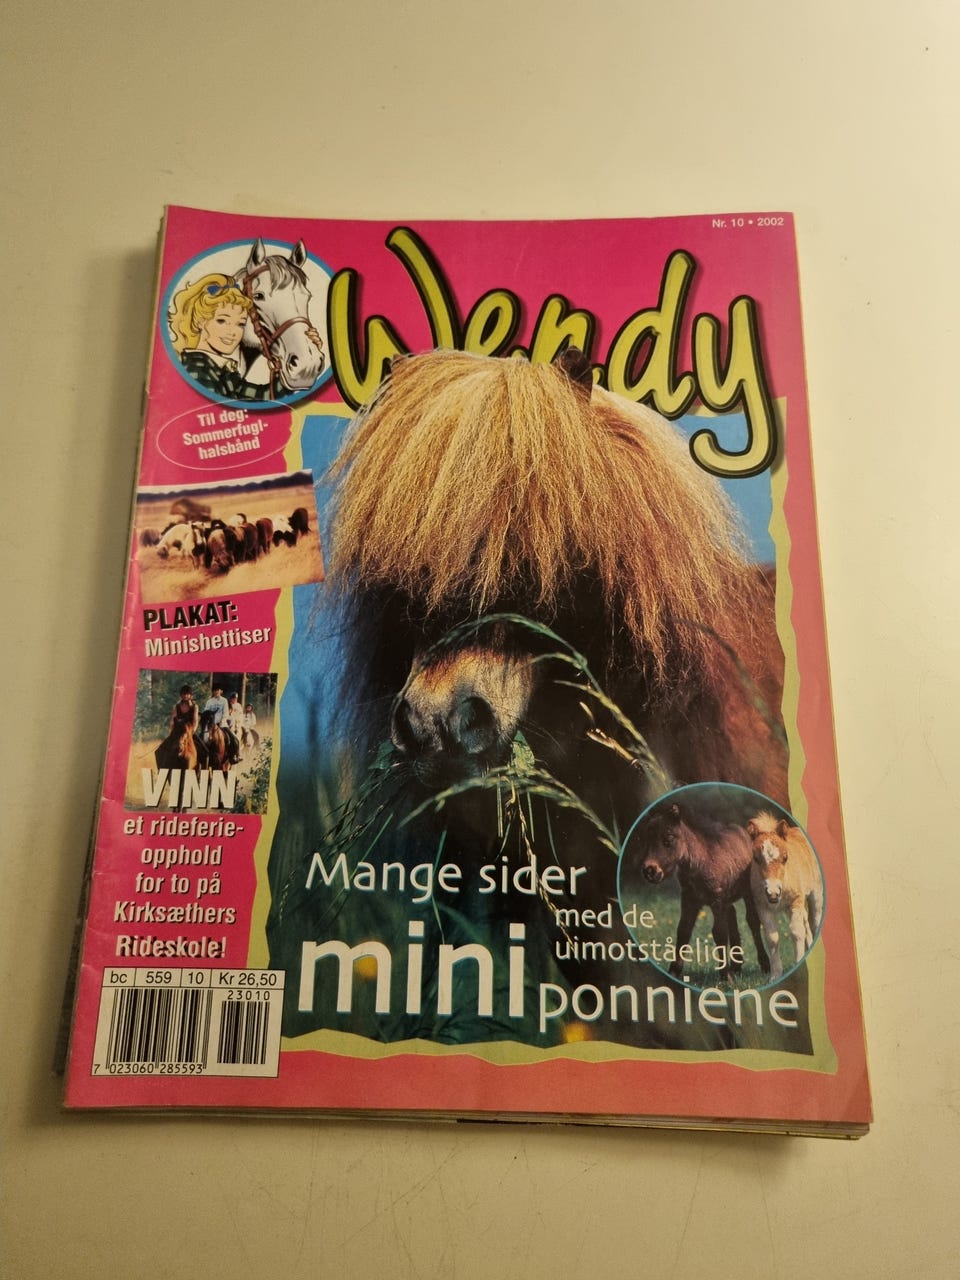 Nr. 10 • 2002
Wendy
Til deg:
Sommerfugl-
halsbånd
PLAKAT:
Minishettiser
VINN
et rideferie-
opphold
for to på
Kirksæthers
Rideskole!
Mange sider
med de
uimotståelige
mini ponniene
bc 559 10 Kr 26,50
23010
7 023060 285593